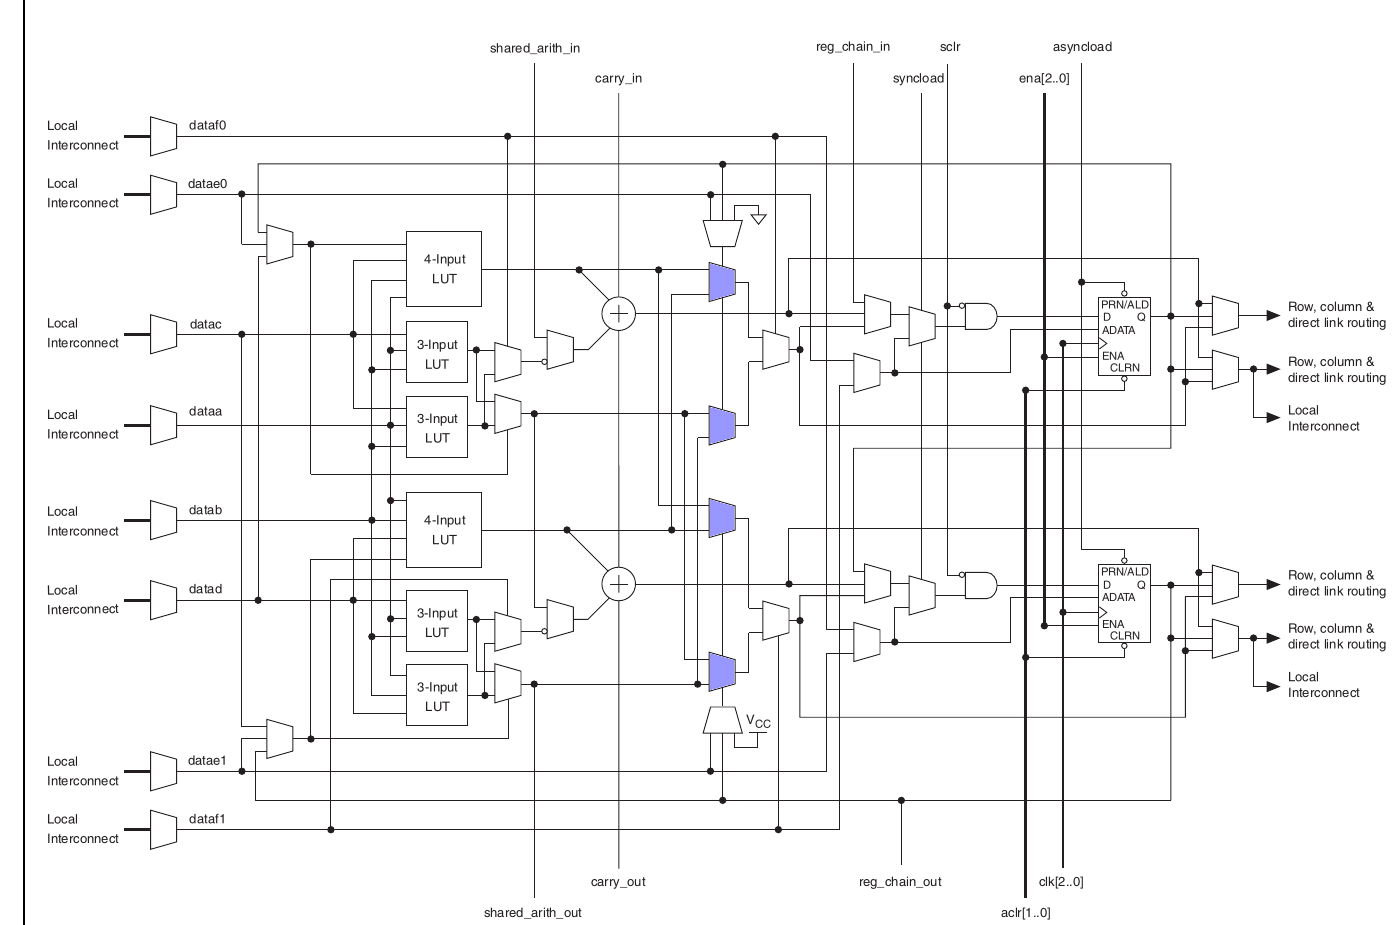 shared_arith_in
reg_chain_in
sclr
asyncload
carry_in
syncload
ena[2..0]
Local
Interconnect
dataf0
Local
Interconnect
datae0
4-Input
LUT
Local
Interconnect
datac
3-Input
LUT
PRN/ALD
D Q
ADATA
ENA
CLRN
Row, column &
direct link routing
Row, column &
direct link routing
Local
Interconnect
Local
Interconnect
dataa
3-Input
LUT
Local
Interconnect
datab
4-Input
LUT
Local
Interconnect
datad
3-Input
LUT
PRN/ALD
D Q
ADATA
ENA
CLRN
Row, column &
direct link routing
Row, column &
direct link routing
Local
Interconnect
3-Input
LUT
VCC
Local
Interconnect
datae1
Local
Interconnect
dataf1
carry_out
reg_chain_out
clk[2..0]
shared_arith_out
aclr[1..0]